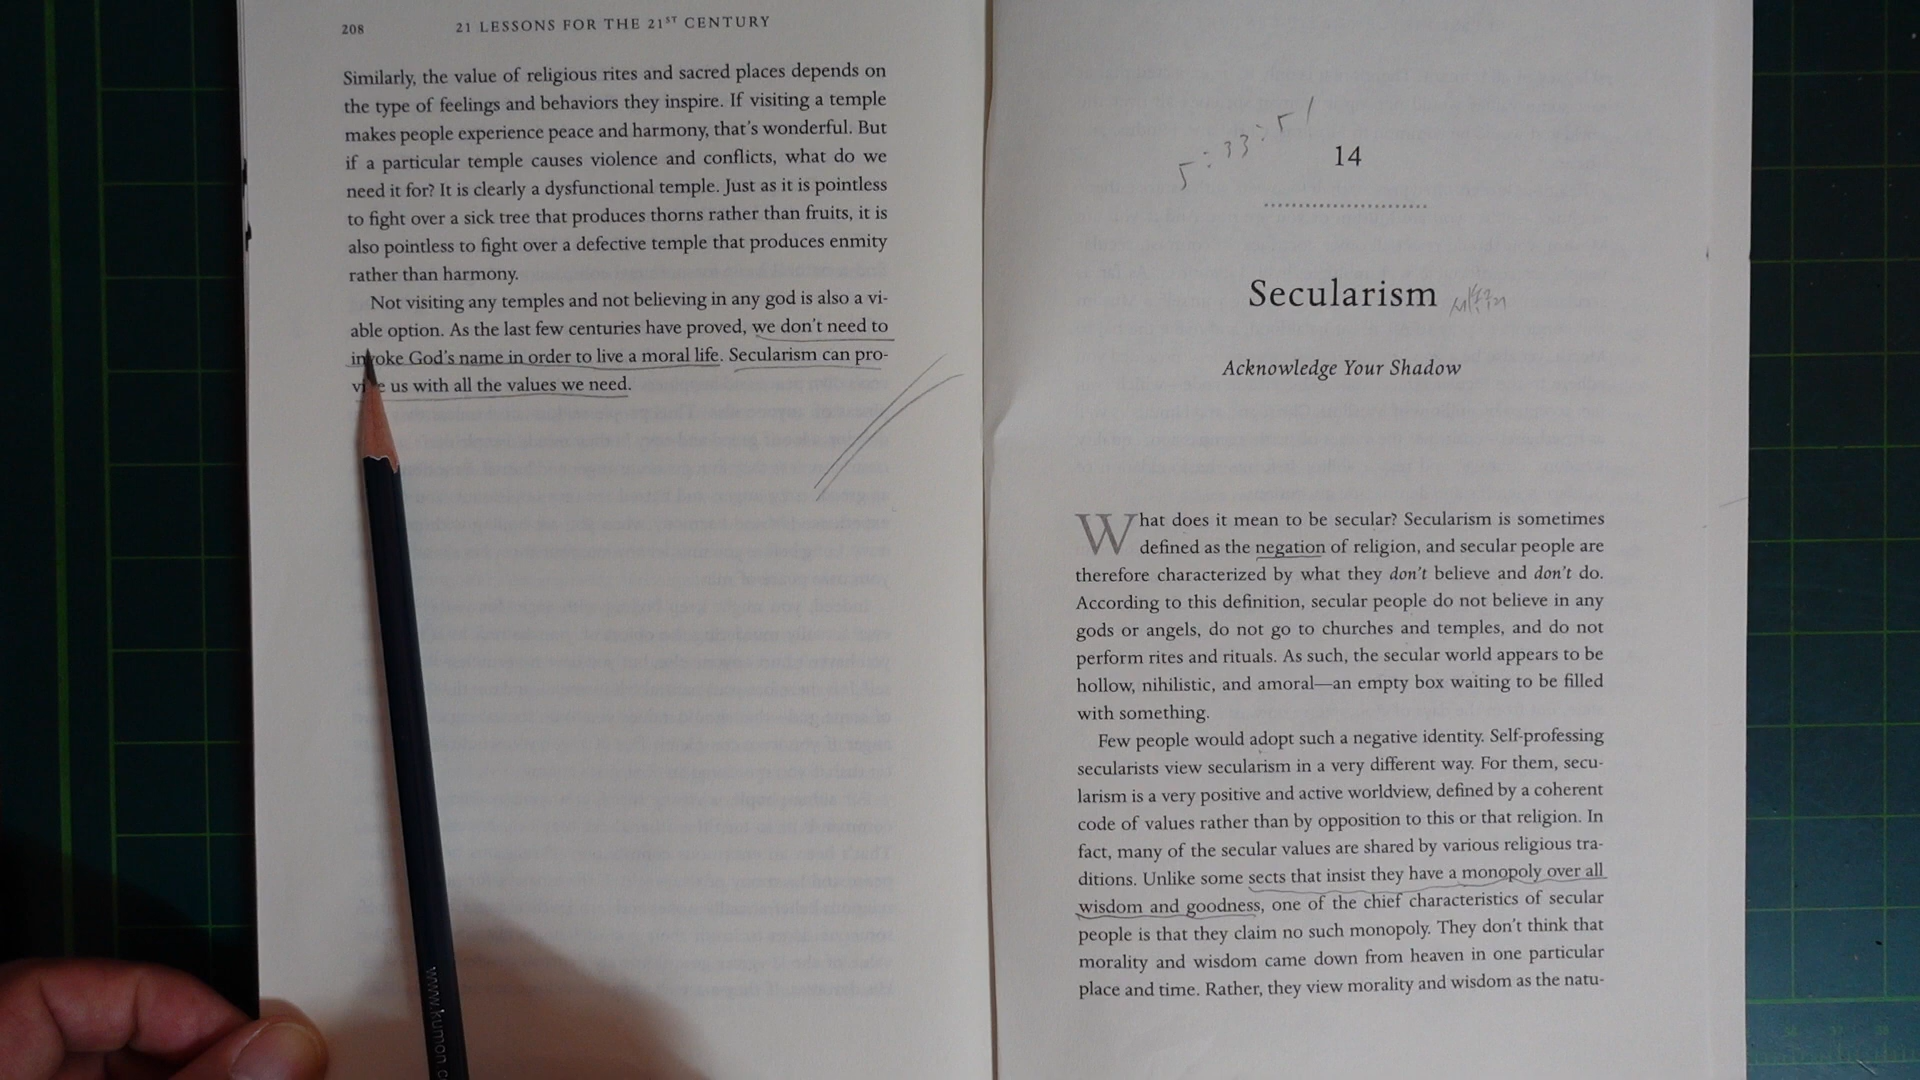 208
21 LESSONS FOR THE 21ST CENTURY
Similarly, the value of religious rites and sacred places depends on
the type of feelings and behaviors they inspire. If visiting a temple
makes people experience peace and harmony, that's wonderful. But
if a particular temple causes violence and conflicts, what do we
need it for? It is clearly a dysfunctional temple. Just as it is pointless
to fight over a sick tree that produces thorns rather than fruits, it is
also pointless to fight over a defective temple that produces enmity
rather than harmony.
Not visiting any temples and not believing in any god is also a vi-
able option. As the last few centuries have proved, we don't need to
invoke God's name in order to live a moral life. Secularism can pro-
vide us with all the values we need.
www.kumon.c
5:33:51
14
Secularism
Acknowledge Your Shadow
What does it mean to be secular? Secularism is sometimes
defined as the negation of religion, and secular people are
therefore characterized by what they don't believe and don't do.
According to this definition, secular people do not believe in any
gods or angels, do not go to churches and temples, and do not
perform rites and rituals. As such, the secular world appears to be
hollow, nihilistic, and amoral—an empty box waiting to be filled
with something.
Few people would adopt such a negative identity. Self-professing
secularists view secularism in a very different way. For them, secu-
larism is a very positive and active worldview, defined by a coherent
code of values rather than by opposition to this or that religion. In
fact, many of the secular values are shared by various religious tra-
ditions. Unlike some sects that insist they have a monopoly over all
wisdom and goodness, one of the chief characteristics of secular
people is that they claim no such monopoly. They don't think that
morality and wisdom came down from heaven in one particular
place and time. Rather, they view morality and wisdom as the natu-